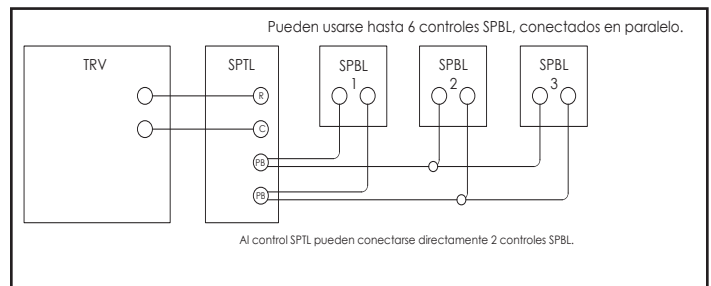 Pueden usarse hasta 6 controles SPBL, conectados en paralelo.
TRV
SPTL
SPBL
1
SPBL
2
SPBL
3
R
C
PB
PB
Al control SPTL pueden conectarse directamente 2 controles SPBL.